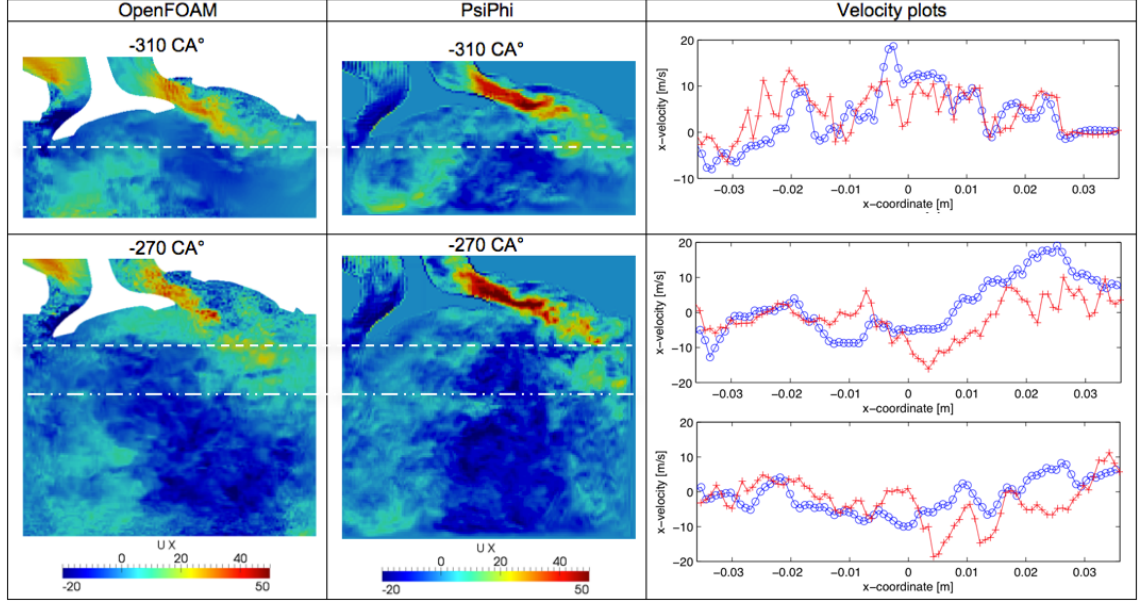 OpenFOAM PsiPhi Velocity plots
-310 CA° -310 CA°
20
10
0
-10
x-velocity [m/s]
-0.03 -0.02 -0.01 0 0.01 0.02 0.03
x-coordinate [m]
-270 CA° -270 CA°
20
10
0
-10
-20
x-velocity [m/s]
-0.03 -0.02 -0.01 0 0.01 0.02 0.03
x-coordinate [m]
20
10
0
-10
-20
x-velocity [m/s]
-0.03 -0.02 -0.01 0 0.01 0.02 0.03
x-coordinate [m]
U X
0 20 40
-20 50
U X
0 20 40
-20 50